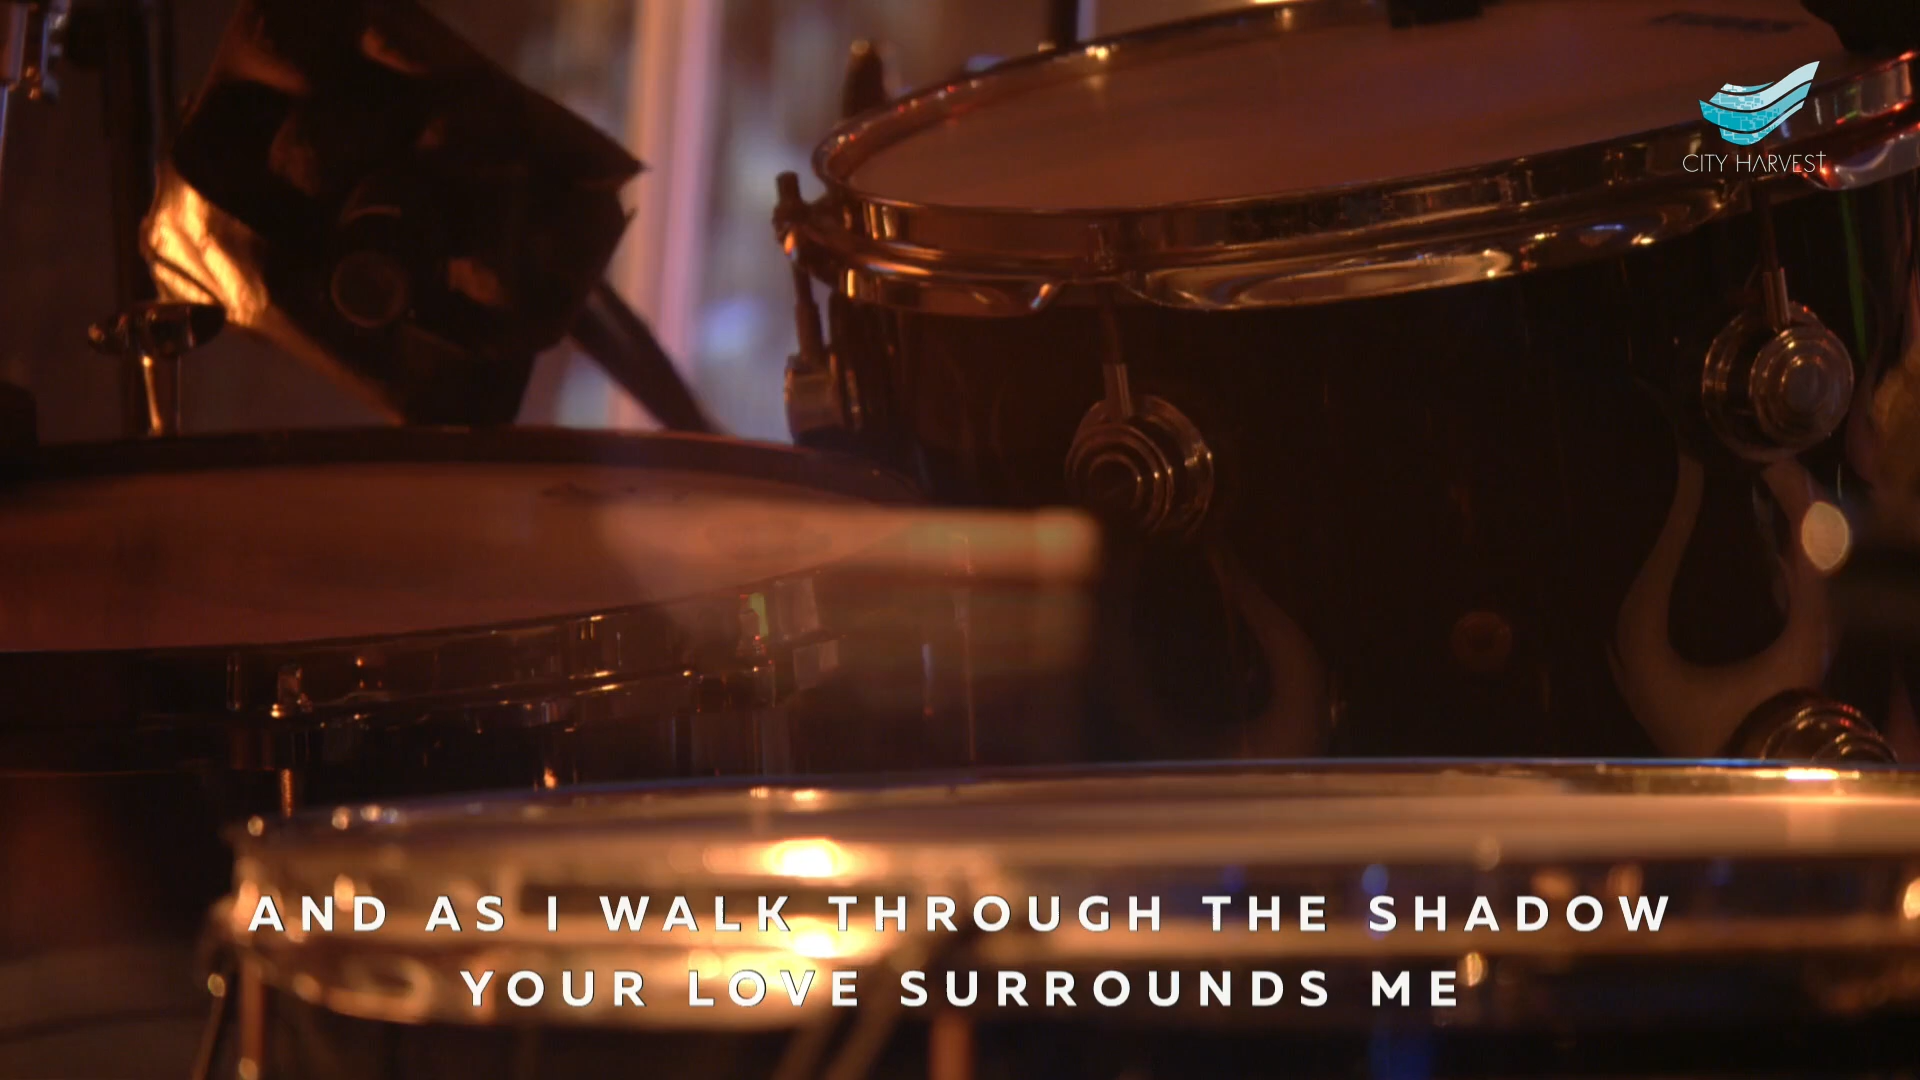 CITY HARVEST
AND AS I WALK THROUGH THE SHADOW
YOUR LOVE SURROUNDS ME